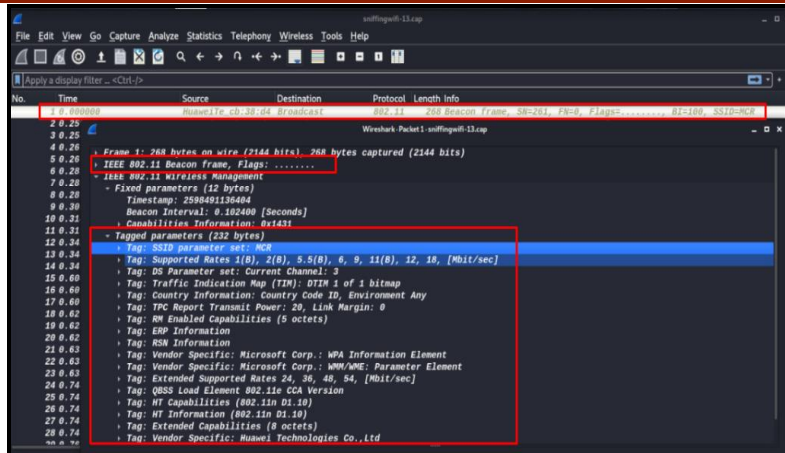 sniffingwifi-13.cap
File Edit View Go Capture Analyze Statistics Telephony Wireless Tools Help
Apply a display filter ... <Ctrl-/>
No. Time Source Destination Protocol Length Info
1 0.000000 HuaweiTe_cb:38:d4 Broadcast 802.11 268 Beacon frame, SN=261, FN=0, Flags=........, BI=100, SSID=MCR
2 0.25
Wireshark · Packet 1 · sniffingwifi-13.cap
3 0.25
4 0.26
Frame 1: 268 bytes on wire (2144 bits), 268 bytes captured (2144 bits)
5 0.26
IEEE 802.11 Beacon frame, Flags: ........
6 0.28
IEEE 802.11 Wireless Management
7 0.28
Fixed parameters (12 bytes)
8 0.28
Timestamp: 2598491136404
9 0.30
Beacon Interval: 0.102400 [Seconds]
10 0.31
Capabilities Information: 0x1431
11 0.31
Tagged parameters (232 bytes)
12 0.34
Tag: SSID parameter set: MCR
13 0.34
Tag: Supported Rates 1(B), 2(B), 5.5(B), 6, 9, 11(B), 12, 18, [Mbit/sec]
14 0.34
Tag: DS Parameter set: Current Channel: 3
15 0.60
Tag: Traffic Indication Map (TIM): DTIM 1 of 1 bitmap
16 0.60
Tag: Country Information: Country Code ID, Environment Any
17 0.60
Tag: TPC Report Transmit Power: 20, Link Margin: 0
18 0.62
Tag: RM Enabled Capabilities (5 octets)
19 0.62
Tag: ERP Information
20 0.62
Tag: RSN Information
21 0.63
Tag: Vendor Specific: Microsoft Corp.: WPA Information Element
22 0.63
Tag: Vendor Specific: Microsoft Corp.: WMM/WME: Parameter Element
23 0.63
Tag: Extended Supported Rates 24, 36, 48, 54, [Mbit/sec]
24 0.74
Tag: QBSS Load Element 802.11e CCA Version
25 0.74
Tag: HT Capabilities (802.11n D1.10)
26 0.74
Tag: HT Information (802.11n D1.10)
27 0.74
Tag: Extended Capabilities (8 octets)
28 0.74
Tag: Vendor Specific: Huawei Technologies Co.,Ltd